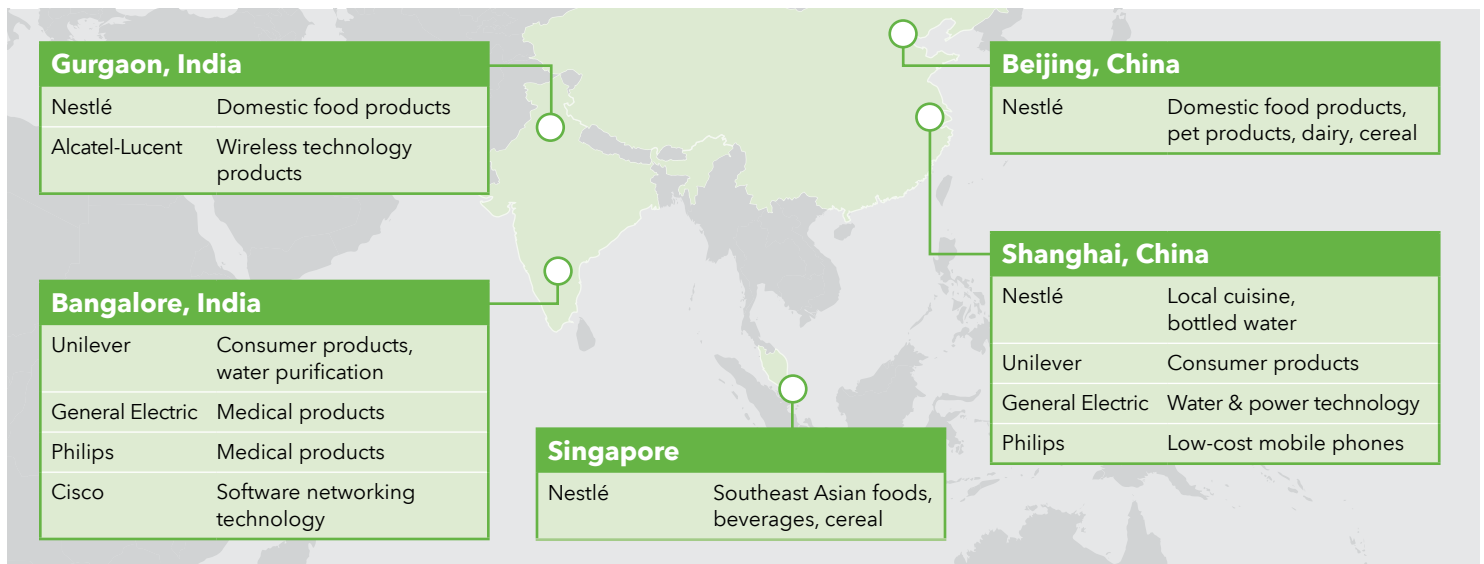 Gurgaon, India
Nestlé Domestic food products
Alcatel-Lucent Wireless technology
products
Bangalore, India
Unilever Consumer products,
water purification
General Electric Medical products
Philips Medical products
Cisco Software networking
technology
Singapore
Nestlé Southeast Asian foods,
beverages, cereal
Beijing, China
Nestlé Domestic food products,
pet products, dairy, cereal
Shanghai, China
Nestlé Local cuisine,
bottled water
Unilever Consumer products
General Electric Water & power technology
Philips Low-cost mobile phones